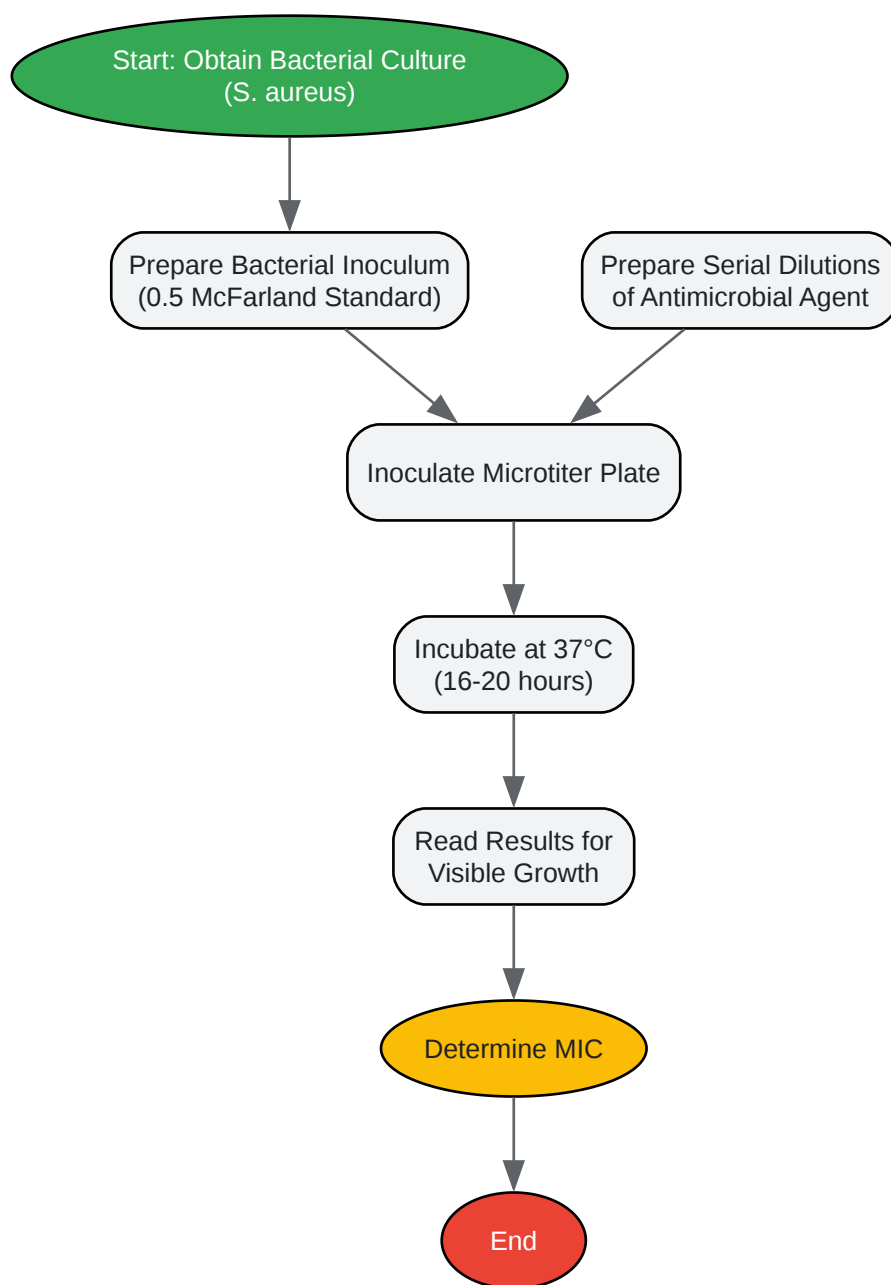 Start: Obtain Bacterial Culture
(S. aureus)
Prepare Bacterial Inoculum
(0.5 McFarland Standard)
Prepare Serial Dilutions
of Antimicrobial Agent
Inoculate Microtiter Plate
Incubate at 37°C
(16-20 hours)
Read Results for
Visible Growth
Determine MIC
End